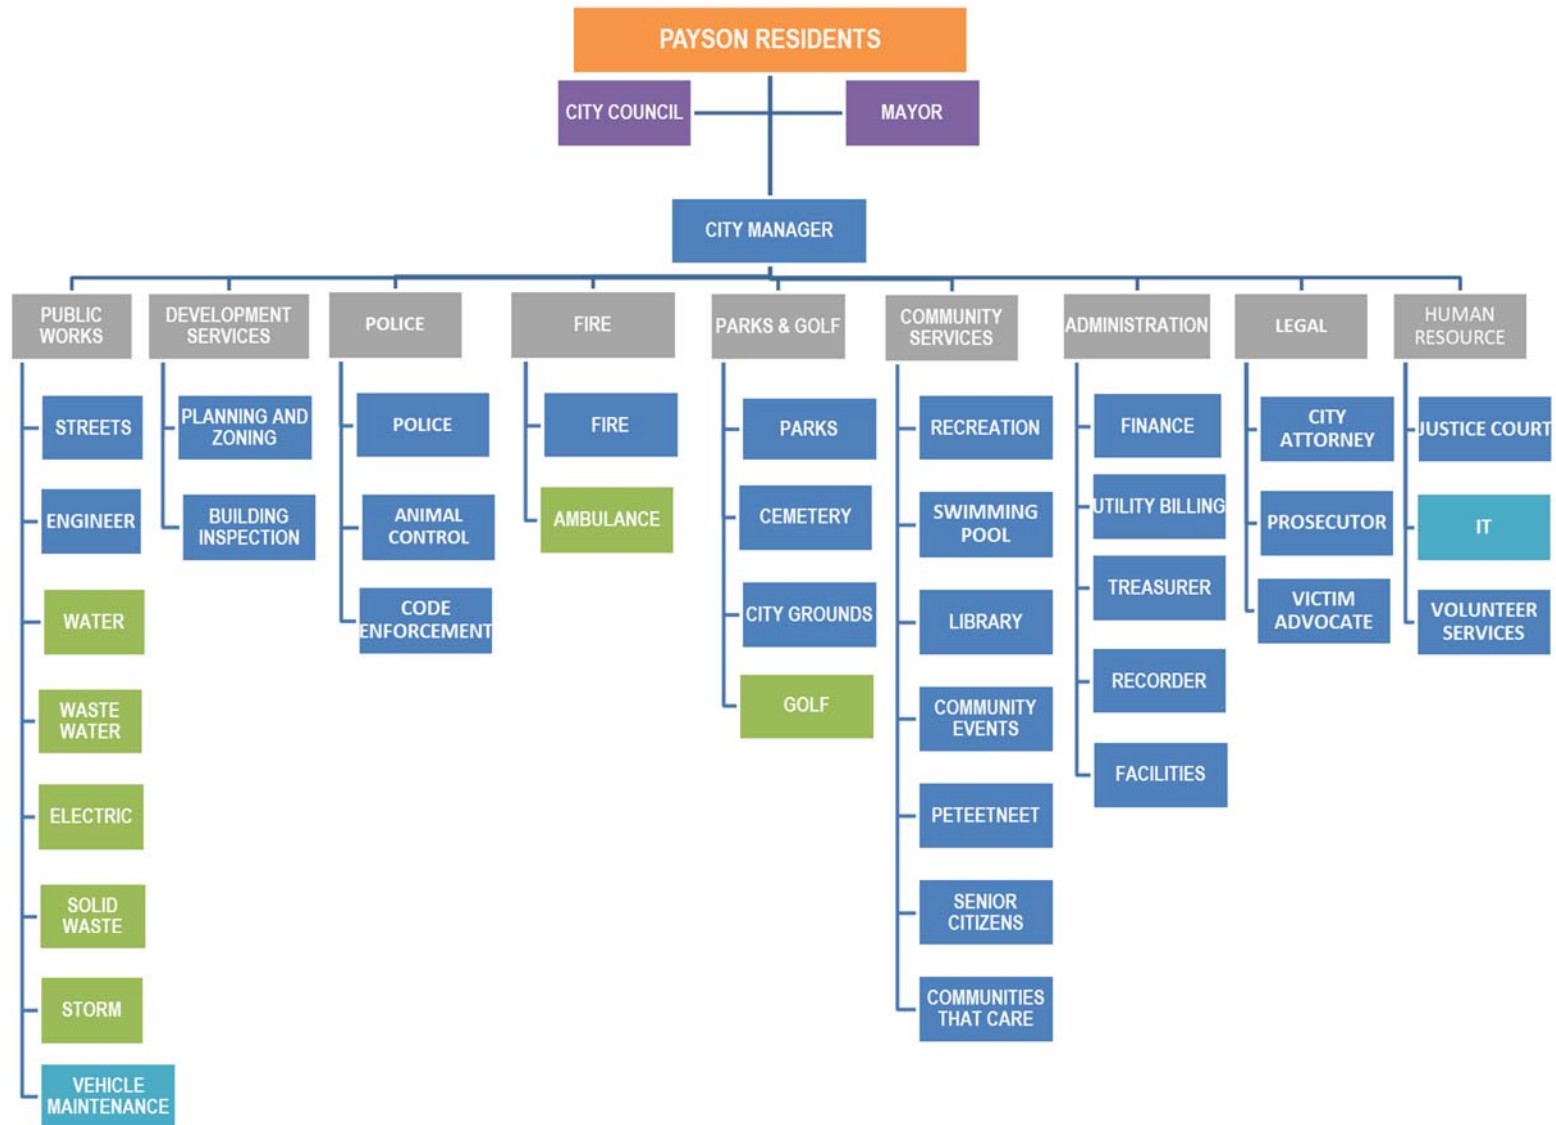 PAYSON RESIDENTS
CITY COUNCIL
MAYOR
CITY MANAGER
PUBLIC
WORKS
DEVELOPMENT
SERVICES
POLICE
FIRE
PARKS & GOLF
COMMUNITY
SERVICES
ADMINISTRATION
LEGAL
HUMAN
RESOURCE
STREETS
ENGINEER
WATER
WASTE
WATER
ELECTRIC
SOLID
WASTE
STORM
VEHICLE
MAINTENANCE
PLANNING AND
ZONING
BUILDING
INSPECTION
POLICE
ANIMAL
CONTROL
CODE
ENFORCEMENT
FIRE
AMBULANCE
PARKS
CEMETERY
CITY GROUNDS
GOLF
RECREATION
SWIMMING
POOL
LIBRARY
COMMUNITY
EVENTS
PETEETNEET
SENIOR
CITIZENS
COMMUNITIES
THAT CARE
FINANCE
UTILITY BILLING
TREASURER
RECORDER
FACILITIES
CITY
ATTORNEY
PROSECUTOR
VICTIM
ADVOCATE
JUSTICE COURT
IT
VOLUNTEER
SERVICES